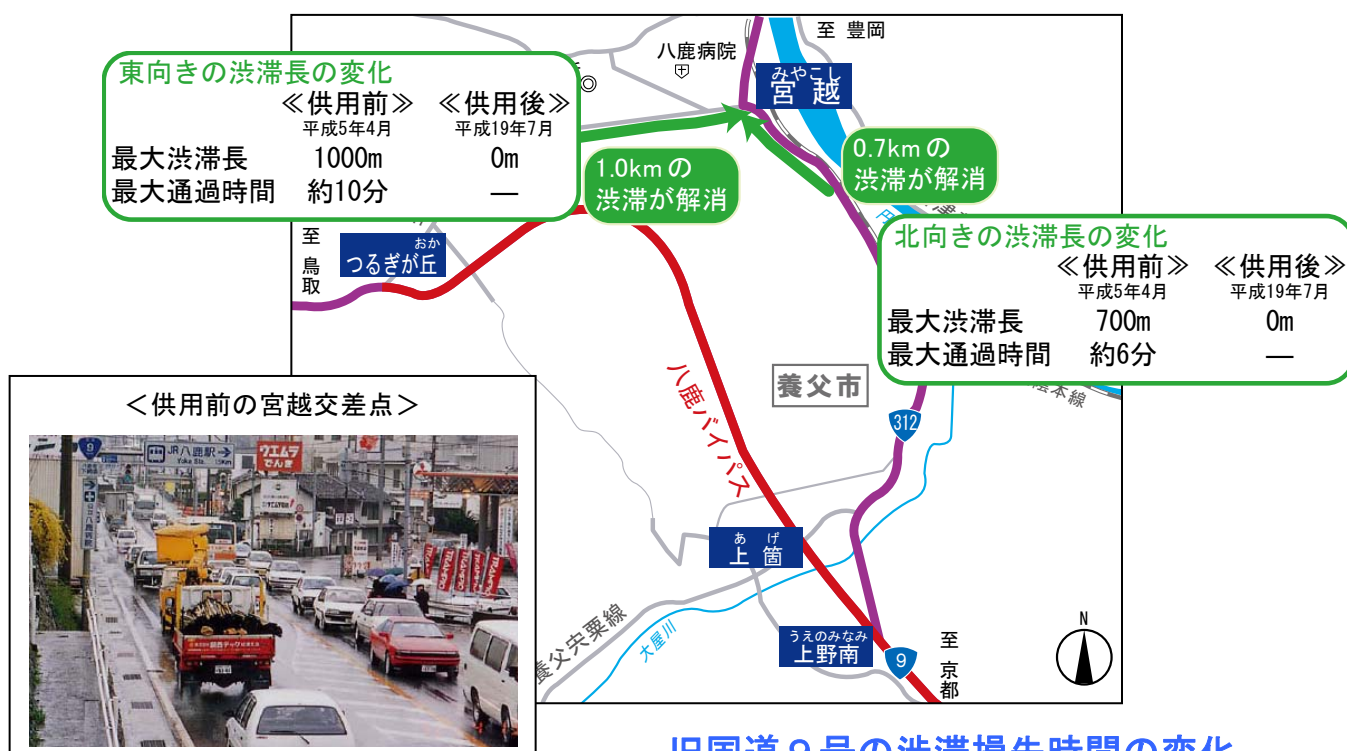 至 豊岡
八鹿病院
みやこし
宮越
東向きの渋滞長の変化
≪供用前≫ ≪供用後≫
平成5年4月 平成19年7月
最大渋滞長 1000m 0m
最大通過時間 約10分 ―
1.0kmの
渋滞が解消
0.7kmの
渋滞が解消
北向きの渋滞長の変化
≪供用前≫ ≪供用後≫
平成5年4月 平成19年7月
最大渋滞長 700m 0m
最大通過時間 約6分 ―
至 鳥取
おか
つるぎが丘
八鹿バイパス
養父市
312
陰本線
あげ
上箇
養父宍粟線
大屋川
うえのみなみ
上野南
9
至 京都
N
<供用前の宮越交差点>
9
JR八鹿駅
Yoka Sta.
ウエムラ
でんき
旧国道9号の渋滞損失時間の変化